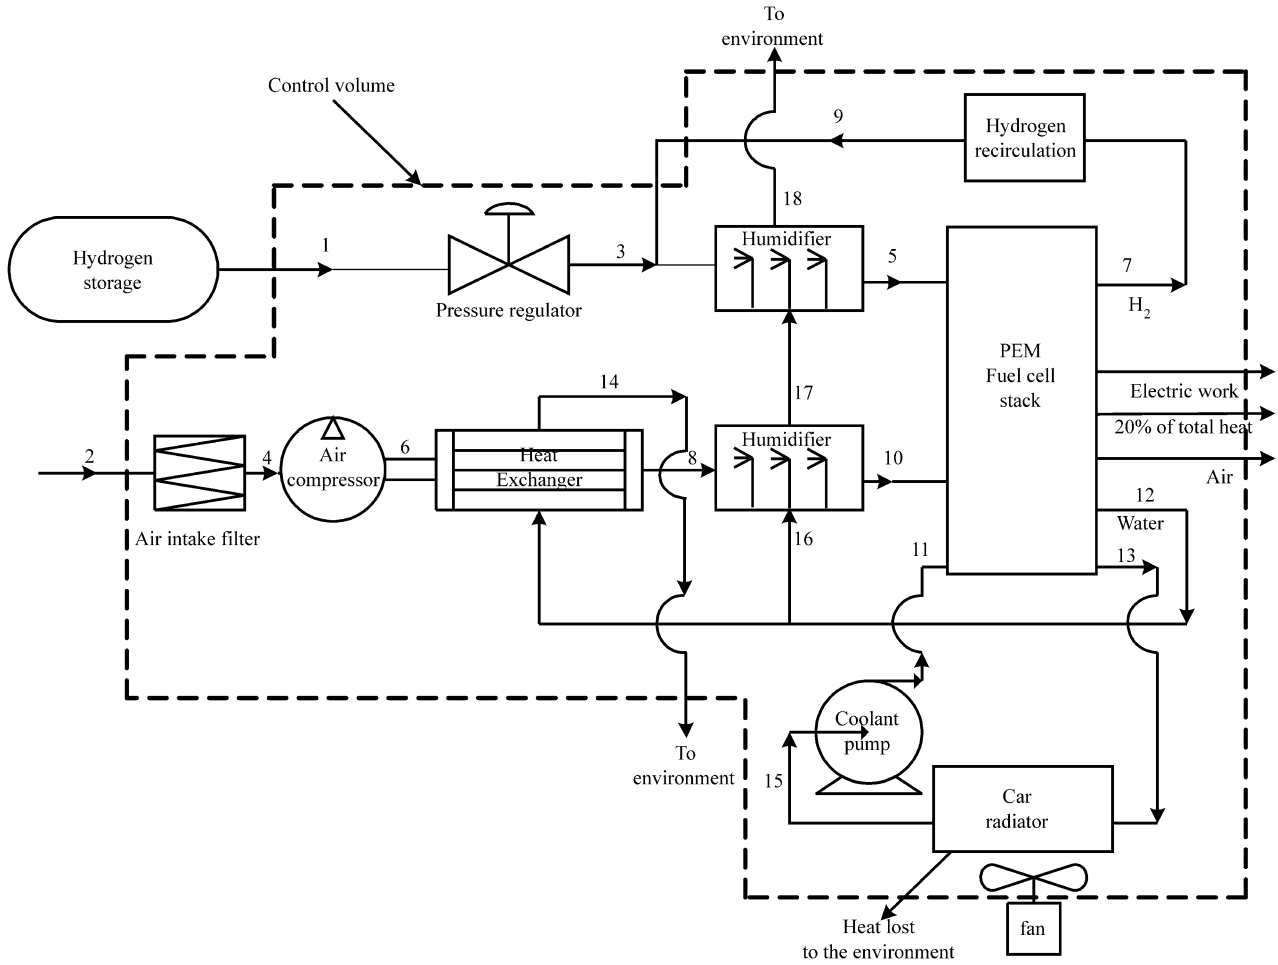 To
environment
Control volume
9
Hydrogen
recirculation
18
Hydrogen
storage
1
3
Humidifier
5
7
H2
Pressure regulator
PEM
Fuel cell
stack
14
17
Electric work
20% of total heat
2
4
Air
compressor
6
Heat
Exchanger
8
Humidifier
10
Air
12
Water
Air intake filter
16
11
13
Coolant
pump
To
environment
15
Car
radiator
Heat lost
to the environment
fan